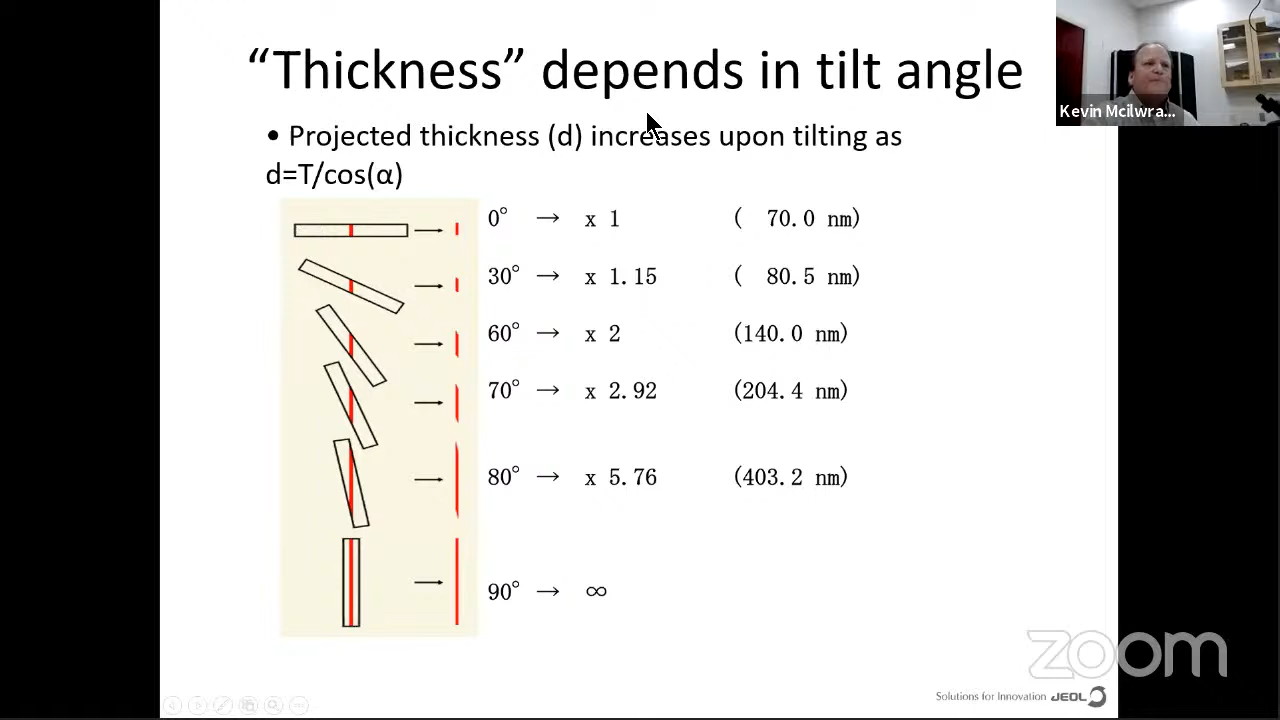 “Thickness” depends in tilt angle
• Projected thickness (d) increases upon tilting as
d=T/cos(α)
0° → x 1 ( 70.0 nm)
30° → x 1.15 ( 80.5 nm)
60° → x 2 (140.0 nm)
70° → x 2.92 (204.4 nm)
80° → x 5.76 (403.2 nm)
90° → ∞
Kevin Mcilwra...
zoom
Solutions for Innovation JEOL